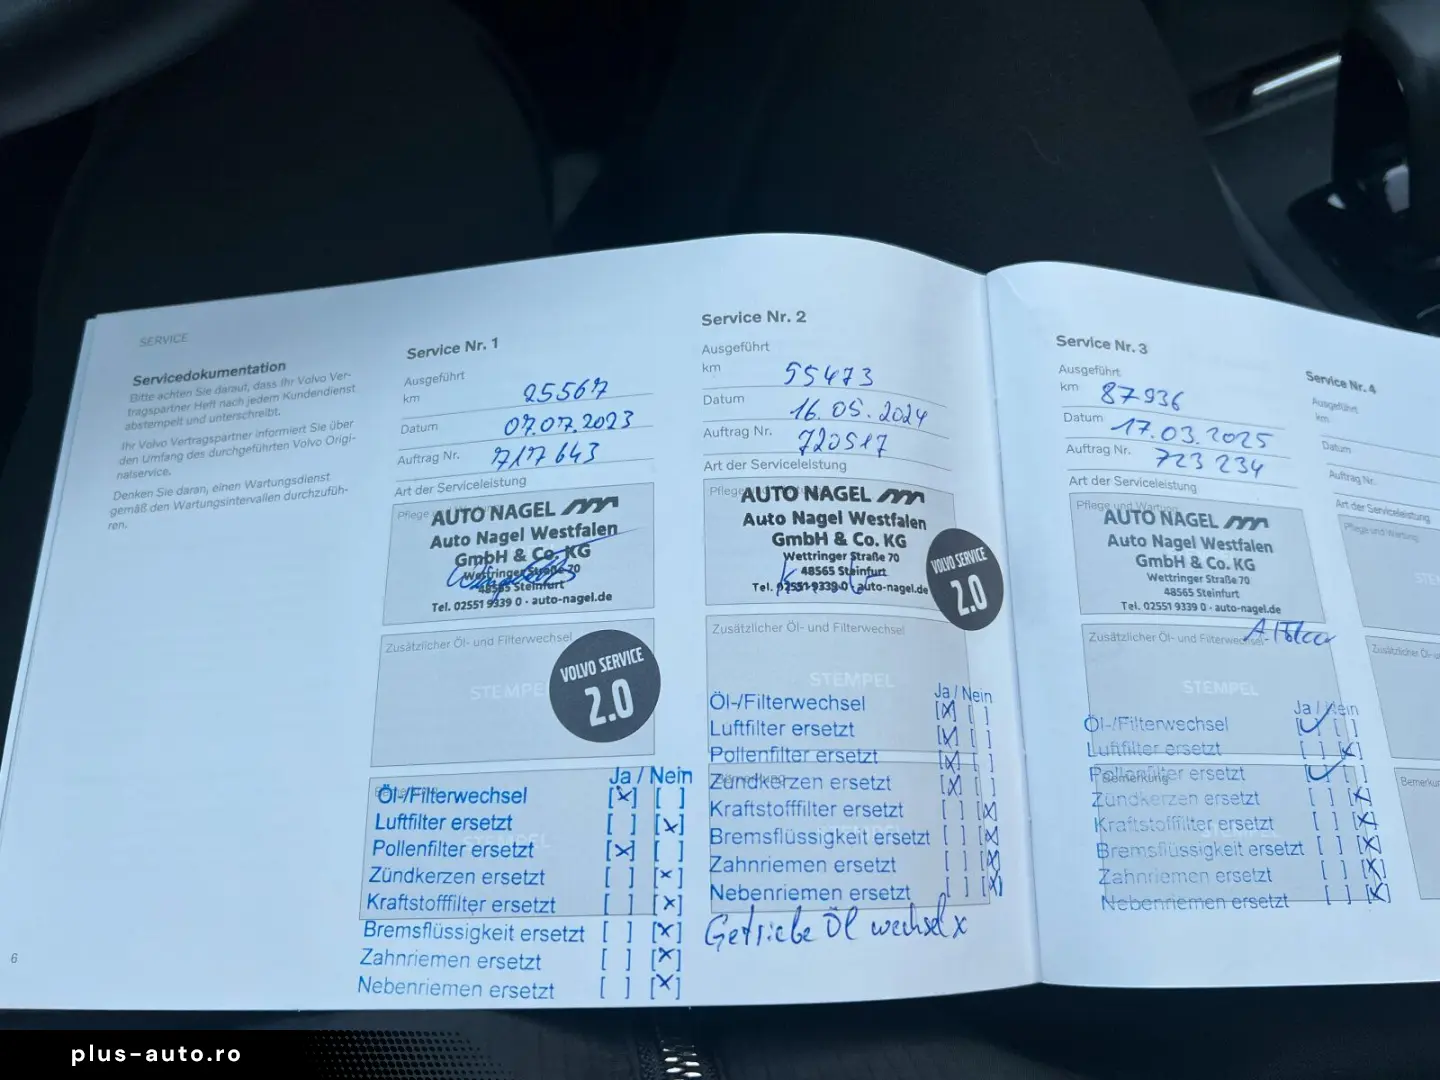 SERVICE
Servicedokumentation
Bitte achten Sie darauf, dass Ihr Volvo Ver-
tragspartner Heft nach jedem Kundendienst
abstempelt und unterschreibt.
Ihr Volvo Vertragspartner informiert Sie über
den Umfang des durchgeführten Volvo Origi-
nalservice.
Denken Sie daran, einen Wartungsdienst
gemäß den Wartungsintervallen durchzufüh-
ren.
6
Service Nr. 1
Ausgeführt
km 25567
Datum 07.07.2023
Auftrag Nr. 717643
Art der Serviceleistung
AUTO NAGEL
Auto Nagel Westfalen
GmbH & Co. KG
Wettringer Straße 70
48565 Steinfurt
Tel. 02551 9339 0 · auto-nagel.de
Zusätzlicher Öl- und Filterwechsel
STEMPEL
VOLVO SERVICE
2.0
Ja / Nein
Öl-/Filterwechsel [x] [ ]
Luftfilter ersetzt [ ] [x]
Pollenfilter ersetzt [x] [ ]
Zündkerzen ersetzt [ ] [x]
Kraftstofffilter ersetzt [ ] [x]
Bremsflüssigkeit ersetzt [ ] [x]
Zahnriemen ersetzt [ ] [x]
Nebenriemen ersetzt [ ] [x]
Service Nr. 2
Ausgeführt
km 55473
Datum 16.05.2024
Auftrag Nr. 720517
Art der Serviceleistung
AUTO NAGEL
Auto Nagel Westfalen
GmbH & Co. KG
Wettringer Straße 70
48565 Steinfurt
Tel. 02551 9339 0 · auto-nagel.de
VOLVO SERVICE
2.0
Zusätzlicher Öl- und Filterwechsel
STEMPEL
Ja / Nein
Öl-/Filterwechsel [x] [ ]
Luftfilter ersetzt [x] [ ]
Pollenfilter ersetzt [x] [ ]
Zündkerzen ersetzt [x] [ ]
Kraftstofffilter ersetzt [ ] [x]
Bremsflüssigkeit ersetzt [ ] [x]
Zahnriemen ersetzt [ ] [x]
Nebenriemen ersetzt [ ] [x]
Getriebe Öl wechsel x
Service Nr. 3
Ausgeführt
km 87936
Datum 17.03.2025
Auftrag Nr. 723 234
Art der Serviceleistung
Pflege und Wartung
AUTO NAGEL
Auto Nagel Westfalen
GmbH & Co. KG
Wettringer Straße 70
48565 Steinfurt
Tel. 02551 9339 0 · auto-nagel.de
Zusätzlicher Öl- und Filterwechsel
STEMPEL
Ja / Nein
Öl-/Filterwechsel [✓] [ ]
Luftfilter ersetzt [ ] [x]
Pollenfilter ersetzt [✓] [ ]
Bemerkung
Zündkerzen ersetzt [ ] [x]
Kraftstofffilter ersetzt [ ] [x]
Bremsflüssigkeit ersetzt [ ] [x]
Zahnriemen ersetzt [ ] [x]
Nebenriemen ersetzt [ ] [x]
Service Nr. 4
Ausgeführt
km
Datum
Auftrag Nr.
Art der Serviceleistung
Pflege und Wartung
Zusätzlicher Öl- u
Bemerku
plus-auto.ro